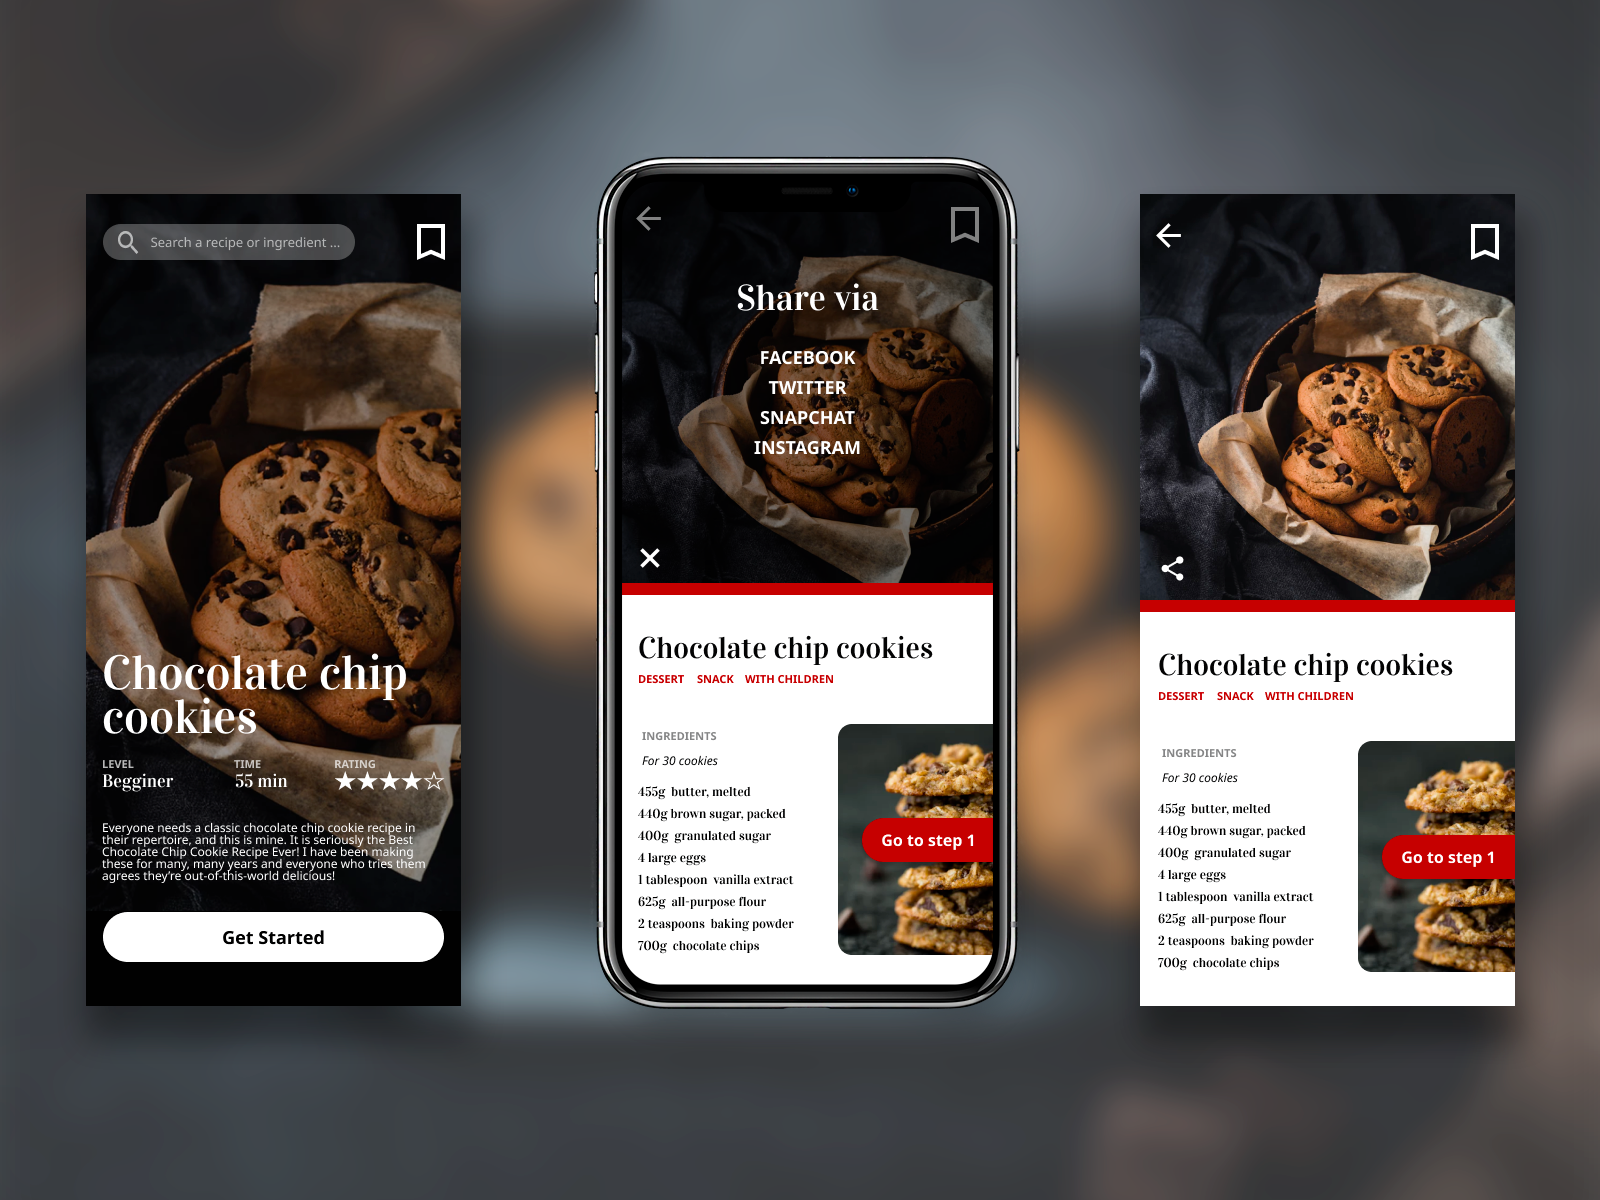 Search a recipe or ingredient ...
Chocolate chip
cookies
LEVEL TIME RATING
Begginer 55 min
Everyone needs a classic chocolate chip cookie recipe in
their repertoire, and this is mine. It is seriously the Best
Chocolate Chip Cookie Recipe Ever! I have been making
these for many, many years and everyone who tries them
agrees they're out-of-this-world delicious!
Get Started
Share via
FACEBOOK
TWITTER
SNAPCHAT
INSTAGRAM
Chocolate chip cookies
DESSERT SNACK WITH CHILDREN
INGREDIENTS
For 30 cookies
455g butter, melted
440g brown sugar, packed
400g granulated sugar
4 large eggs
1 tablespoon vanilla extract
625g all-purpose flour
2 teaspoons baking powder
700g chocolate chips
Go to step 1
Chocolate chip cookies
DESSERT SNACK WITH CHILDREN
INGREDIENTS
For 30 cookies
455g butter, melted
440g brown sugar, packed
400g granulated sugar
4 large eggs
1 tablespoon vanilla extract
625g all-purpose flour
2 teaspoons baking powder
700g chocolate chips
Go to step 1